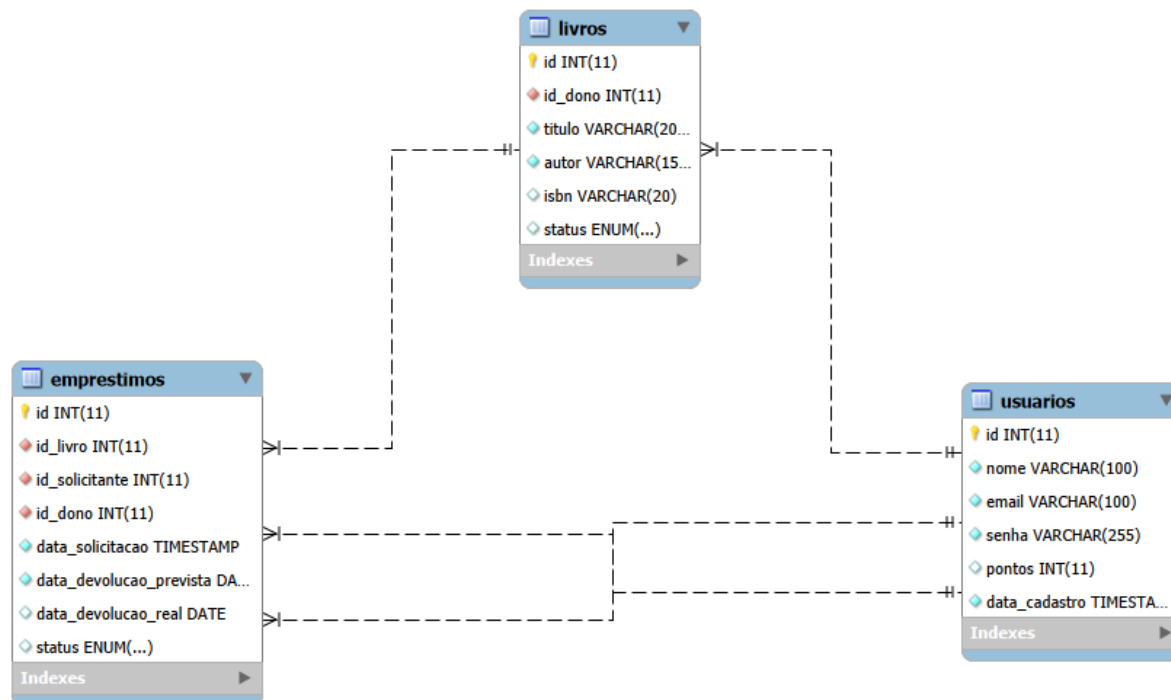 livros
id INT(11)
id_dono INT(11)
titulo VARCHAR(20...
autor VARCHAR(15...
isbn VARCHAR(20)
status ENUM(...)
Indexes
emprestimos
id INT(11)
id_livro INT(11)
id_solicitante INT(11)
id_dono INT(11)
data_solicitacao TIMESTAMP
data_devolucao_prevista DA...
data_devolucao_real DATE
status ENUM(...)
Indexes
usuarios
id INT(11)
nome VARCHAR(100)
email VARCHAR(100)
senha VARCHAR(255)
pontos INT(11)
data_cadastro TIMESTA...
Indexes